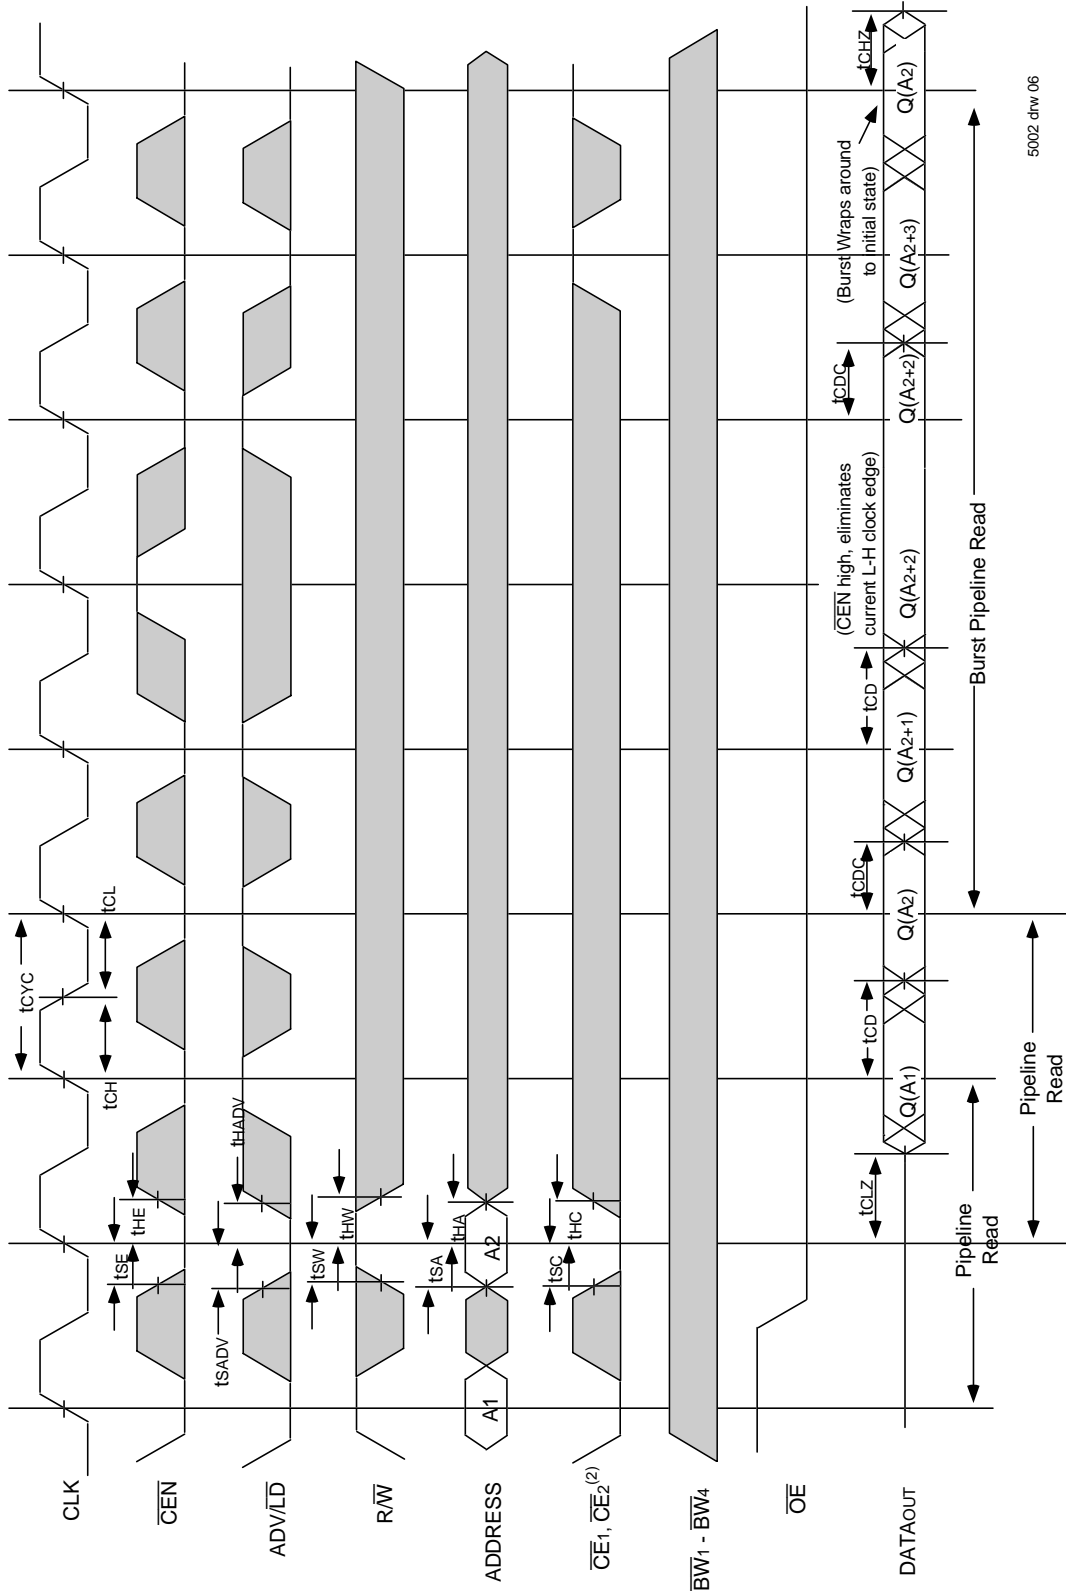 CLK
tCYC
tCH
tCL
CEN
tSE
tHE
ADV/LD
tSADV
tHADV
R/W
tSW
tHW
ADDRESS
A1
A2
tSA
tHA
CE1, CE2(2)
tSC
tHC
BW1 - BW4
OE
DATAOUT
tCLZ
tCD
tCDC
tCD
(CEN high, eliminates
current L-H clock edge)
tCDC
(Burst Wraps around
to initial state)
tCHZ
Q(A1)
Q(A2)
Q(A2+1)
Q(A2+2)
Q(A2+2)
Q(A2+3)
Q(A2)
Pipeline
Read
Pipeline
Read
Burst Pipeline Read
5002 drw 06